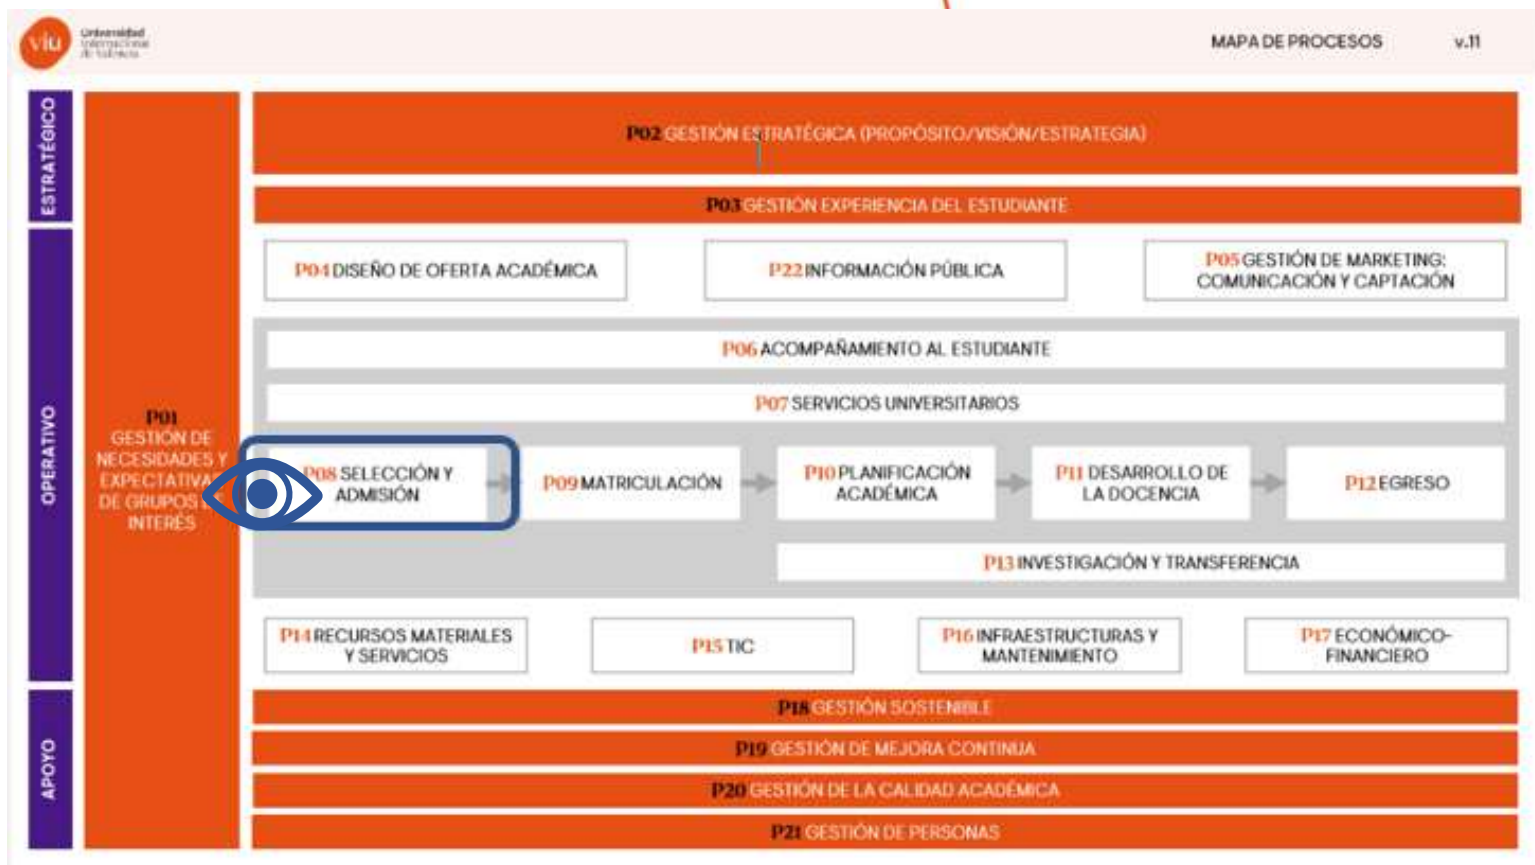 viu
Universidad
Internacional
de Valencia
MAPA DE PROCESOS
v.11
ESTRATÉGICO
P02 GESTIÓN ESTRATÉGICA (PROPÓSITO/VISIÓN/ESTRATEGIA)
P03 GESTIÓN EXPERIENCIA DEL ESTUDIANTE
OPERATIVO
P01
GESTIÓN DE
NECESIDADES Y
EXPECTATIVA
DE GRUPOS
INTERÉS
P04 DISEÑO DE OFERTA ACADÉMICA
P22 INFORMACIÓN PÚBLICA
P05 GESTIÓN DE MARKETING:
COMUNICACIÓN Y CAPTACIÓN
P06 ACOMPAÑAMIENTO AL ESTUDIANTE
P07 SERVICIOS UNIVERSITARIOS
P08 SELECCIÓN Y
ADMISIÓN
P09 MATRICULACIÓN
P10 PLANIFICACIÓN
ACADÉMICA
P11 DESARROLLO DE
LA DOCENCIA
P12 EGRESO
P13 INVESTIGACIÓN Y TRANSFERENCIA
P14 RECURSOS MATERIALES
Y SERVICIOS
P15 TIC
P16 INFRAESTRUCTURAS Y
MANTENIMIENTO
P17 ECONÓMICO-
FINANCIERO
APOYO
P18 GESTIÓN SOSTENIBLE
P19 GESTIÓN DE MEJORA CONTINUA
P20 GESTIÓN DE LA CALIDAD ACADÉMICA
P21 GESTIÓN DE PERSONAS